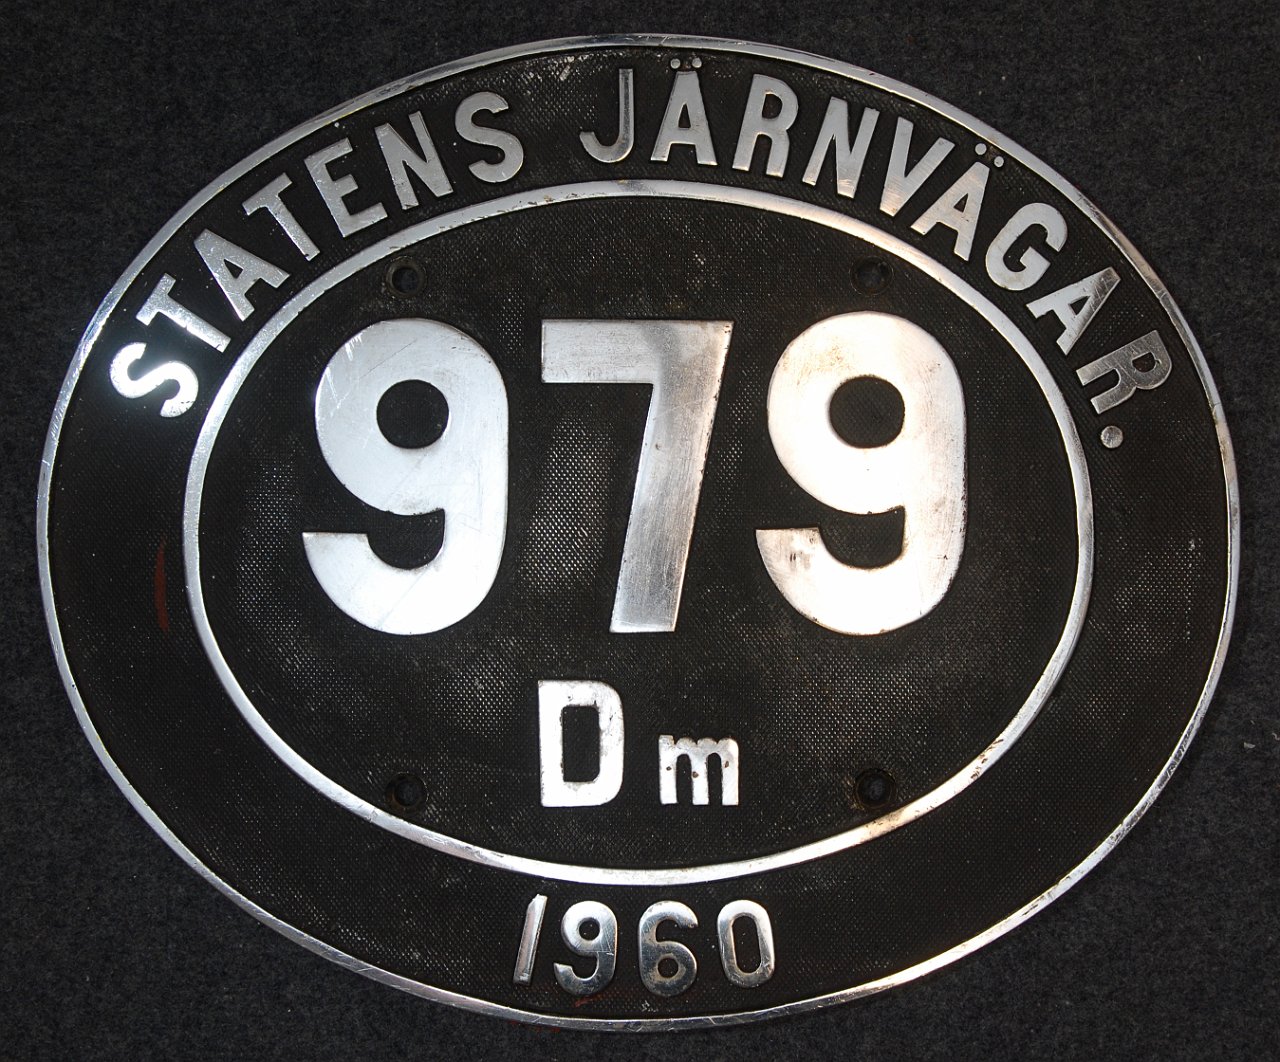 STATENS JÄRNVÄGAR.
979
Dm
1960